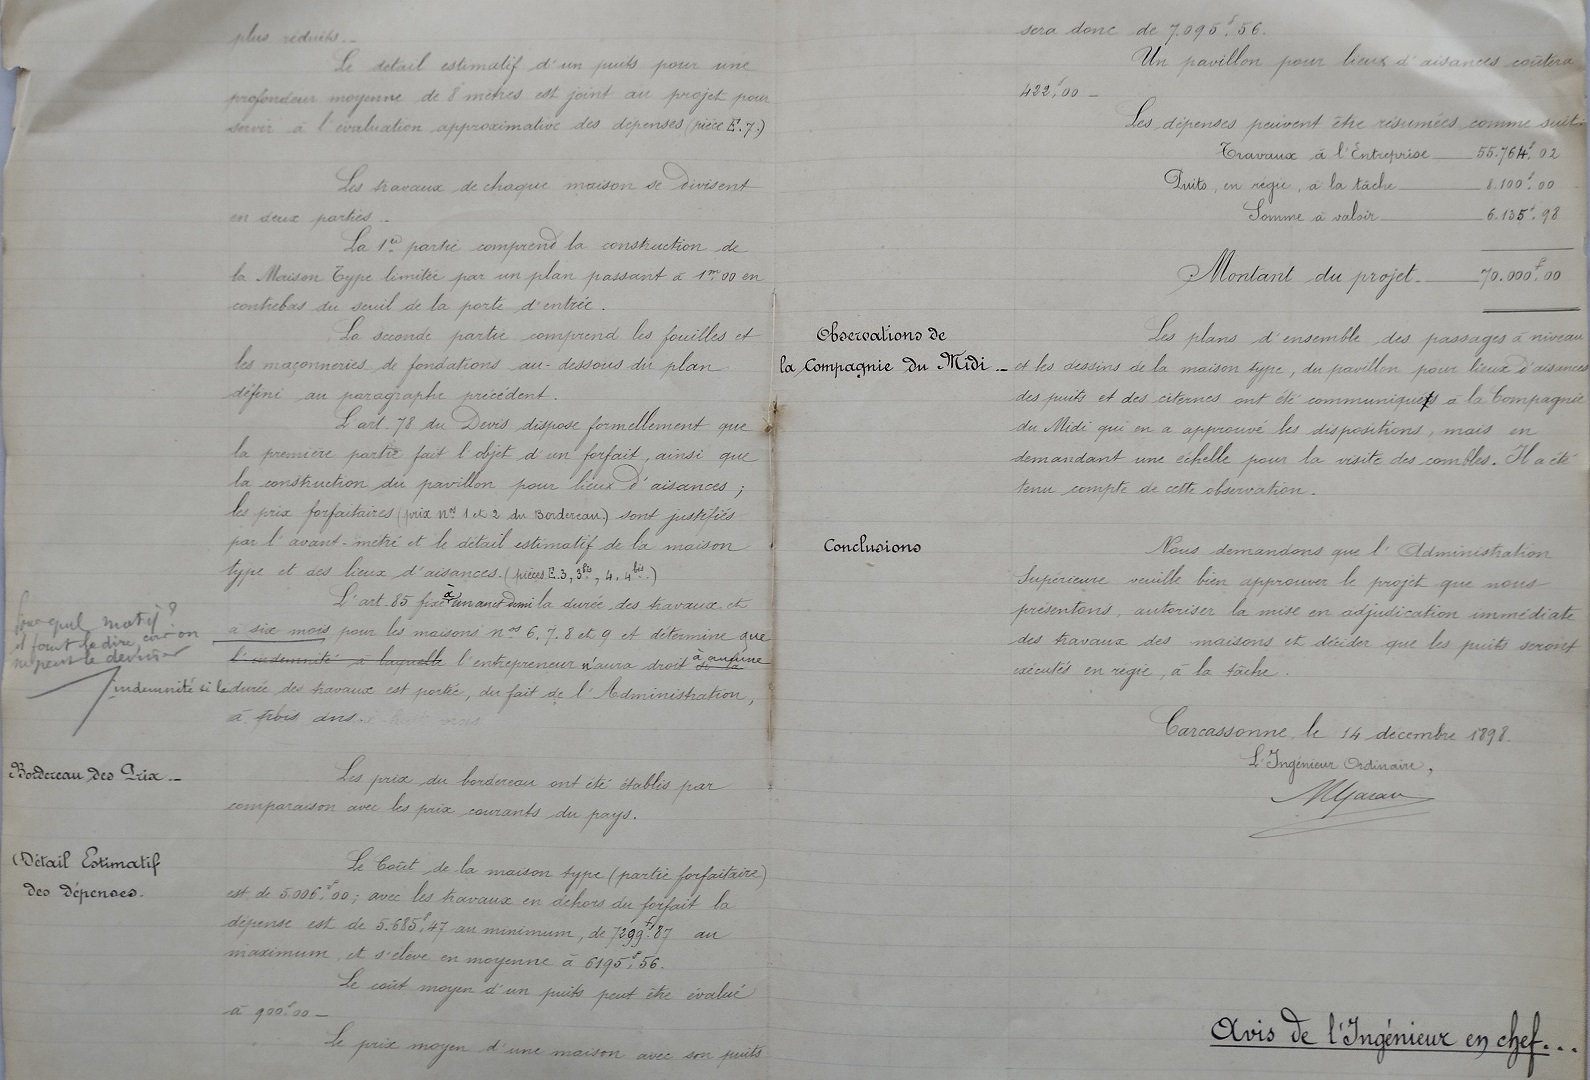 plus réduits._
Le détail estimatif d'un puits pour une
profondeur moyenne de 8 mètres est joint au projet pour
servir à l'évaluation approximative des dépenses (pièce E.7.)
Les travaux de chaque maison se divisent
en deux parties._
La 1re partie comprend la construction de
la Maison Type limitée par un plan passant à 1m.00 en
contrebas du seuil de la porte d'entrée.
La seconde partie comprend les fouilles et
les maçonneries de fondations au-dessous du plan
défini au paragraphe précédent.
L'art. 78 du Devis dispose formellement que
la première partie fait l'objet d'un forfait, ainsi que
la construction du pavillon pour lieux d'aisances ;
les prix forfaitaires (prix nos 1 et 2 du Bordereau) sont justifiés
par l'avant-métré et le détail estimatif de la maison
type et des lieux d'aisances. (pièces E.3, 3bis, 4, 4bis.)
L'art 85 fixe à un an et demi la durée des travaux et
à six mois pour les maisons nos 6, 7, 8 et 9 et détermine que
l'indemnité à laquelle l'entrepreneur n'aura droit à aucune
indemnité si la durée des travaux est portée, du fait de l'Administration,
à trois ans.
pour quel motif ?
il faut le dire car on
ne peut le deviner
Bordereau des Prix._
Les prix du bordereau ont été établis par
comparaison avec les prix courants du pays.
Détail Estimatif
des dépenses.
Le Coût de la maison type (partie forfaitaire)
est de 5.006f.00 ; avec les travaux en dehors du forfait la
dépense est de 5.685f.47 au minimum, de 7299f.87 au
maximum et s'élève en moyenne à 6195f.56.
Le coût moyen d'un puits peut être évalué
à 900f.00_
Le prix moyen d'une maison avec son puits
sera donc de 7.095f.56.
Un pavillon pour lieux d'aisances coûtera
422f.00_
Les dépenses peuvent être résumées comme suit
Travaux à l'Entreprise 55.764f.02
Puits, en régie, à la tâche 8.100f.00
Somme à valoir 6.135f.98
Montant du projet. 70.000f.00
Observations de
la Compagnie du Midi._
Les plans d'ensemble des passages à niveau
et les dessins de la maison type, du pavillon pour lieux d'aisances
des puits et des citernes ont été communiqués à la Compagnie
du Midi qui en a approuvé les dispositions, mais en
demandant une échelle pour la visite des combles. Il a été
tenu compte de cette observation.
Conclusions
Nous demandons que l'Administration
Supérieure veuille bien approuver le projet que nous
présentons, autoriser la mise en adjudication immédiate
des travaux des maisons et décider que les puits seront
exécutés en régie, à la tâche.
Carcassonne, le 14 décembre 1898.
L'Ingénieur Ordinaire,
Avis de l'Ingénieur en chef...